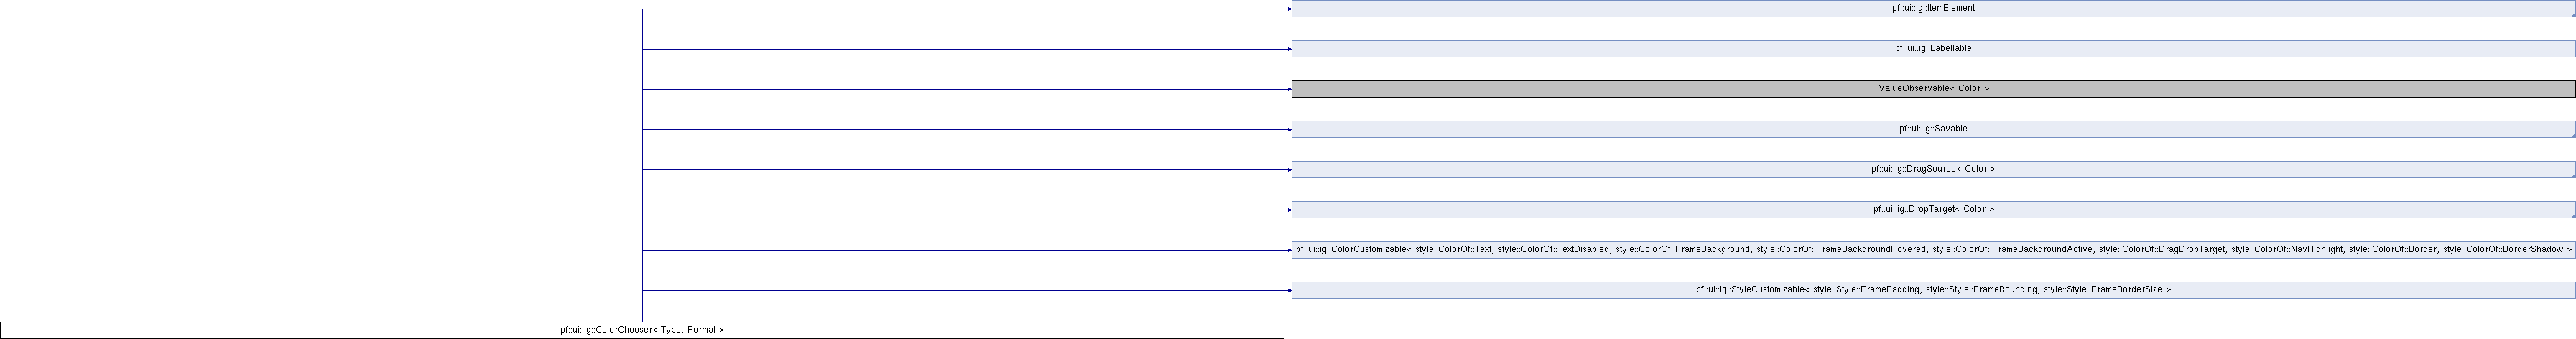 pf::ui::ig::ItemElement
pf::ui::ig::Labellable
ValueObservable< Color >
pf::ui::ig::Savable
pf::ui::ig::DragSource< Color >
pf::ui::ig::DropTarget< Color >
pf::ui::ig::ColorCustomizable< style::ColorOf::Text, style::ColorOf::TextDisabled, style::ColorOf::FrameBackground, style::ColorOf::FrameBackgroundHovered, style::ColorOf::FrameBackgroundActive, style::ColorOf::DragDropTarget, style::ColorOf::NavHighlight, style::ColorOf::Border, style::ColorOf::BorderShadow >
pf::ui::ig::StyleCustomizable< style::Style::FramePadding, style::Style::FrameRounding, style::Style::FrameBorderSize >
pf::ui::ig::ColorChooser< Type, Format >